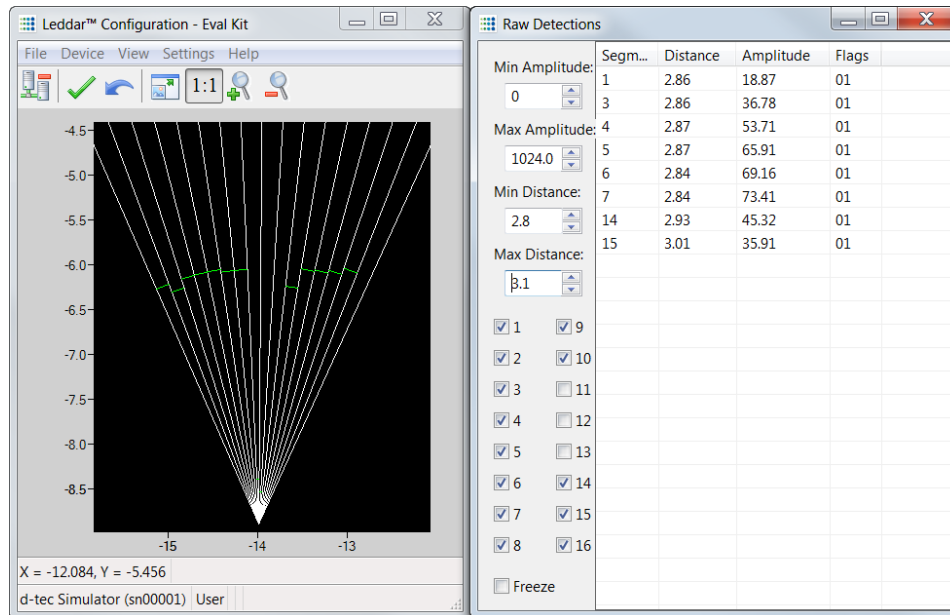 Leddar™ Configuration - Eval Kit
File Device View Settings Help
1:1
-4.5
-5.0
-5.5
-6.0
-6.5
-7.0
-7.5
-8.0
-8.5
-15 -14 -13
X = -12.084, Y = -5.456
d-tec Simulator (sn00001) User
Raw Detections
Min Amplitude:
0
Max Amplitude:
1024.0
Min Distance:
2.8
Max Distance:
3.1
1 9
2 10
3 11
4 12
5 13
6 14
7 15
8 16
Freeze
Segm... Distance Amplitude Flags
1 2.86 18.87 01
3 2.86 36.78 01
4 2.87 53.71 01
5 2.87 65.91 01
6 2.84 69.16 01
7 2.84 73.41 01
14 2.93 45.32 01
15 3.01 35.91 01